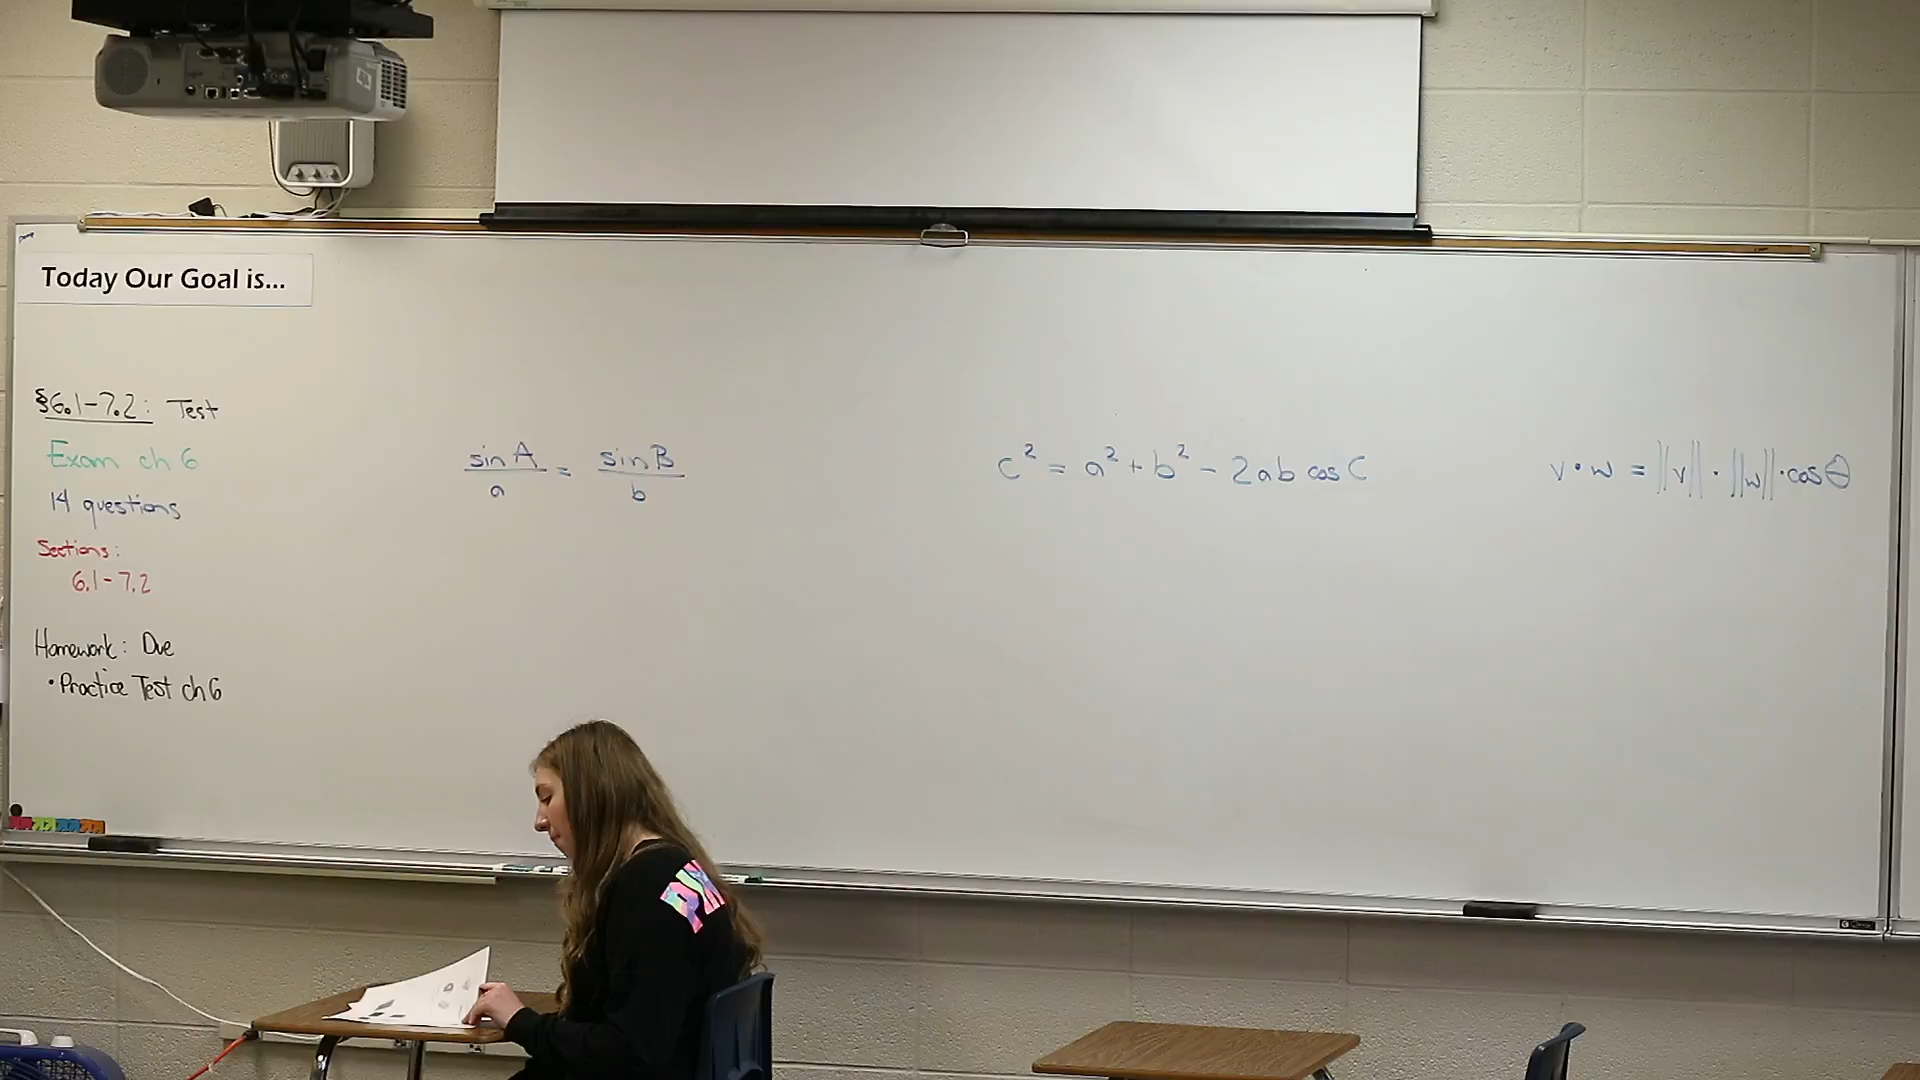 Today Our Goal is...
§6.1-7.2: Test
Exam ch 6
14 questions
Sections:
6.1-7.2
Homework: Due
• Practice Test ch 6
sin A / a = sin B / b
c² = a² + b² - 2ab cos C
v • w = ||v|| • ||w|| • cos Θ